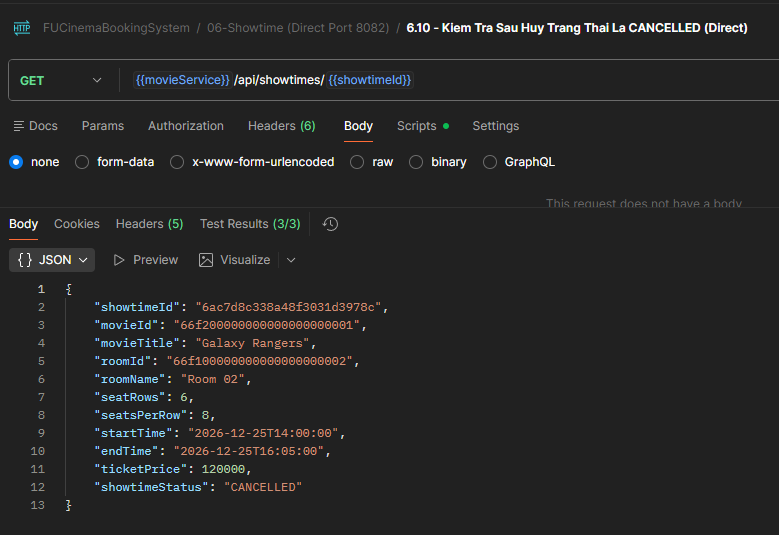 HTTP FUCinemaBookingSystem / 06-Showtime (Direct Port 8082) / 6.10 - Kiem Tra Sau Huy Trang Thai La CANCELLED (Direct)
GET {{movieService}} /api/showtimes/ {{showtimeId}}
Docs Params Authorization Headers (6) Body Scripts Settings
none form-data x-www-form-urlencoded raw binary GraphQL
This request does not have a body
Body Cookies Headers (5) Test Results (3/3)
{} JSON Preview Visualize
1 {
2 "showtimeId": "6ac7d8c338a48f3031d3978c",
3 "movieId": "66f200000000000000000001",
4 "movieTitle": "Galaxy Rangers",
5 "roomId": "66f100000000000000000002",
6 "roomName": "Room 02",
7 "seatRows": 6,
8 "seatsPerRow": 8,
9 "startTime": "2026-12-25T14:00:00",
10 "endTime": "2026-12-25T16:05:00",
11 "ticketPrice": 120000,
12 "showtimeStatus": "CANCELLED"
13 }